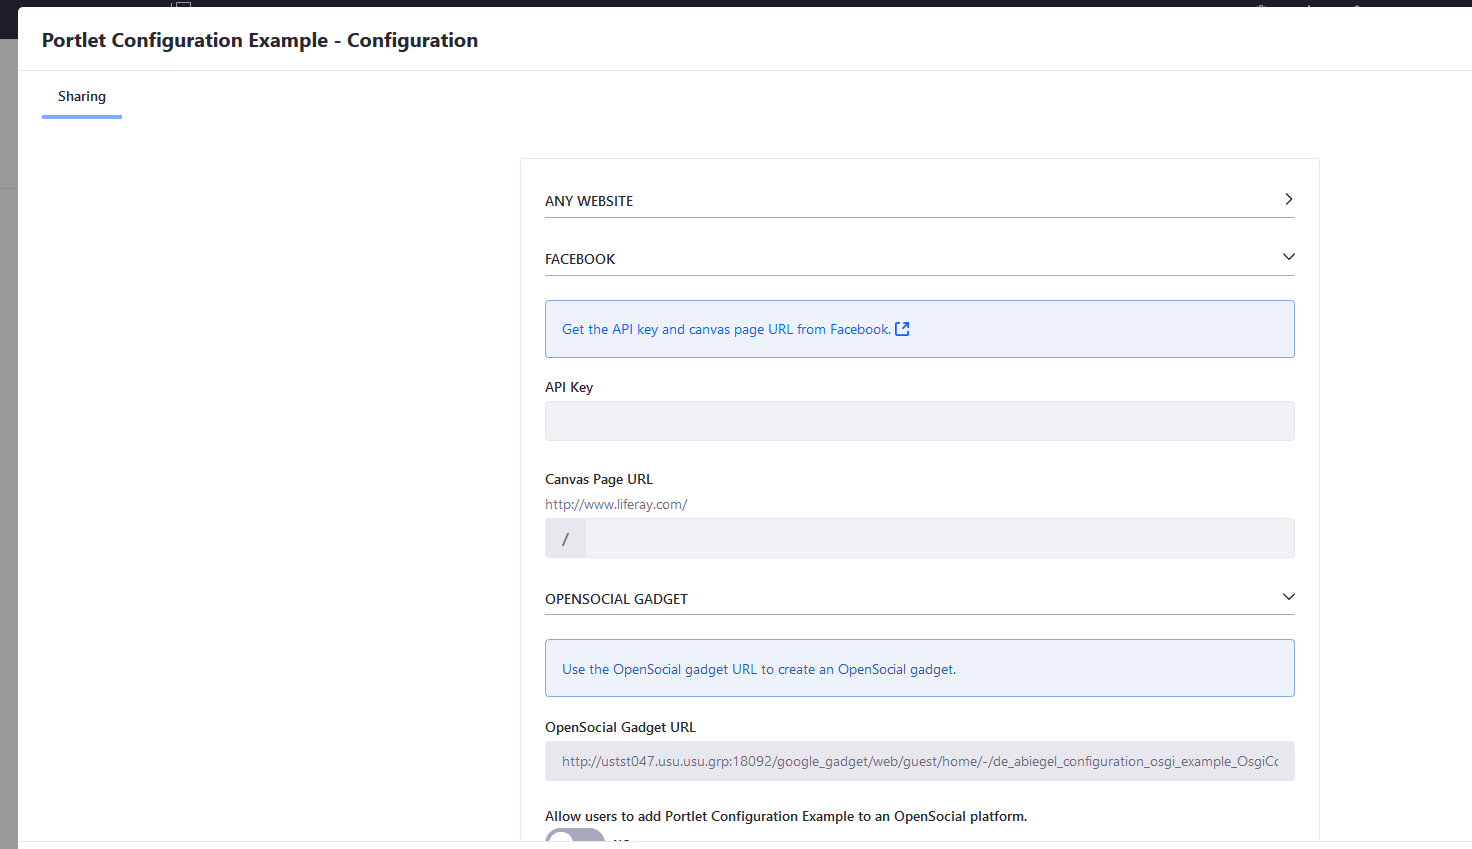 Portlet Configuration Example - Configuration
Sharing
ANY WEBSITE
FACEBOOK
Get the API key and canvas page URL from Facebook.
API Key
Canvas Page URL
http://www.liferay.com/
/
OPENSOCIAL GADGET
Use the OpenSocial gadget URL to create an OpenSocial gadget.
OpenSocial Gadget URL
http://ustst047.usu.usu.grp:18092/google_gadget/web/guest/home/-/de_abiegel_configuration_osgi_example_OsgiCo
Allow users to add Portlet Configuration Example to an OpenSocial platform.